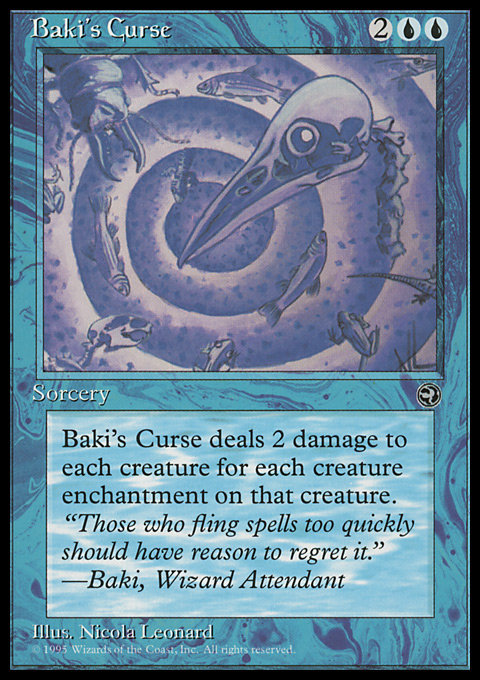 Baki's Curse 2
Sorcery
Baki's Curse deals 2 damage to
each creature for each creature
enchantment on that creature.
“Those who fling spells too quickly
should have reason to regret it.”
—Baki, Wizard Attendant
Illus. Nicola Leonard
© 1995 Wizards of the Coast, Inc. All rights reserved.